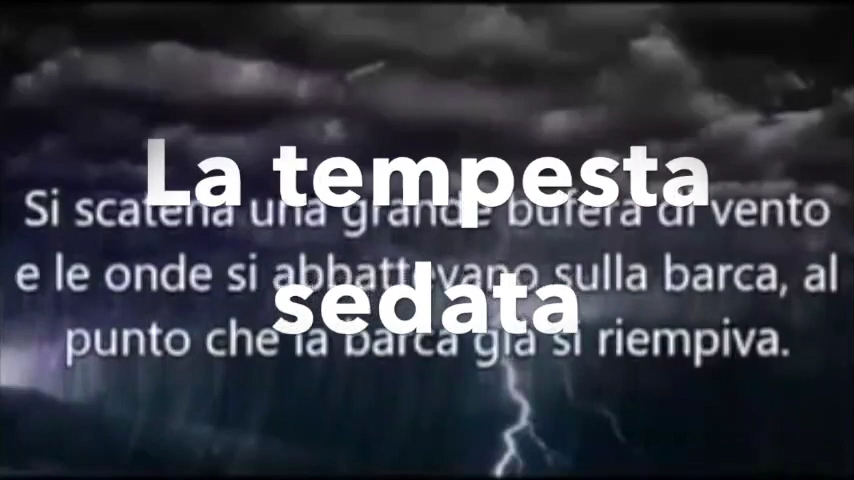 La tempesta
sedata
Si scatena una grande bufera di vento
e le onde si abbattevano sulla barca, al
punto che la barca già si riempiva.